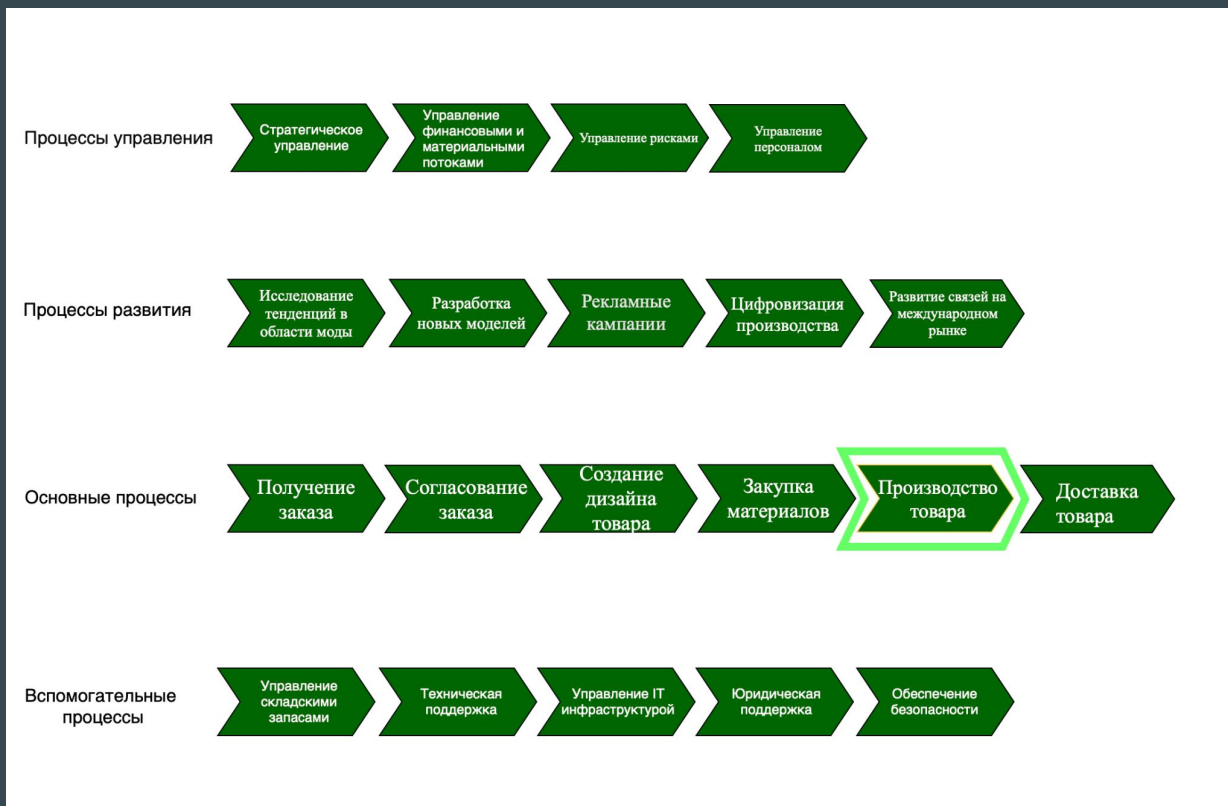 Процессы управления
Стратегическое
управление
Управление
финансовыми и
материальными
потоками
Управление рисками
Управление
персоналом
Процессы развития
Исследование
тенденций в
области моды
Разработка
новых моделей
Рекламные
кампании
Цифровизация
производства
Развитие связей на
международном
рынке
Основные процессы
Получение
заказа
Согласование
заказа
Создание
дизайна
товара
Закупка
материалов
Производство
товара
Доставка
товара
Вспомогательные
процессы
Управление
складскими
запасами
Техническая
поддержка
Управление IT
инфраструктурой
Юридическая
поддержка
Обеспечение
безопасности